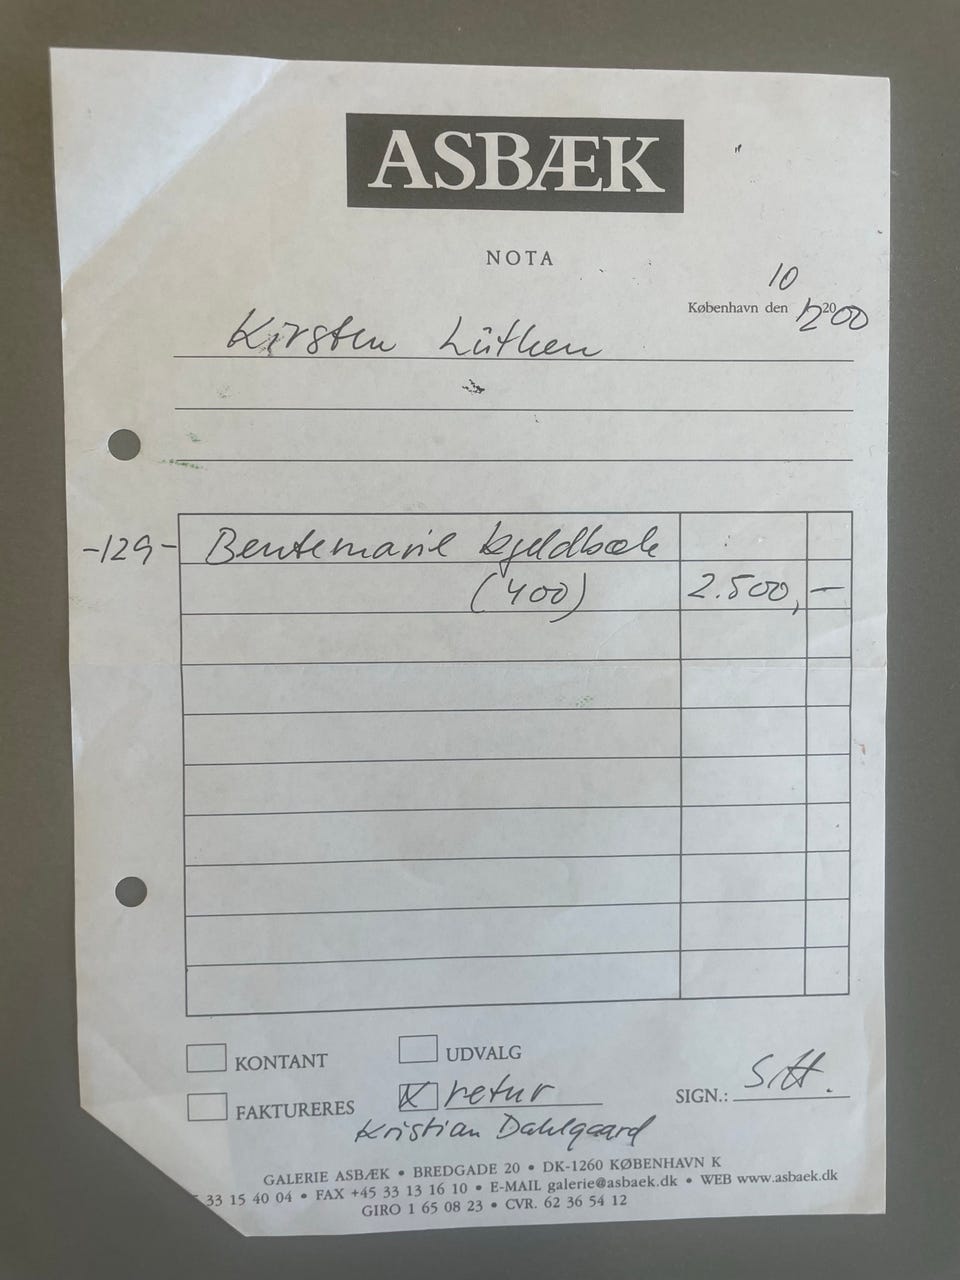 ASBÆK
NOTA
10
København den 12 2000
Kirsten Lütken
-129- Bentemarie Kjeldbæk
(400) 2.500,-
KONTANT
UDVALG
FAKTURERES
X retur
SIGN.:
Kristian Dahlgaard
GALERIE ASBÆK • BREDGADE 20 • DK-1260 KØBENHAVN K
33 15 40 04 • FAX +45 33 13 16 10 • E-MAIL galerie@asbaek.dk • WEB www.asbaek.dk
GIRO 1 65 08 23 • CVR. 62 36 54 12